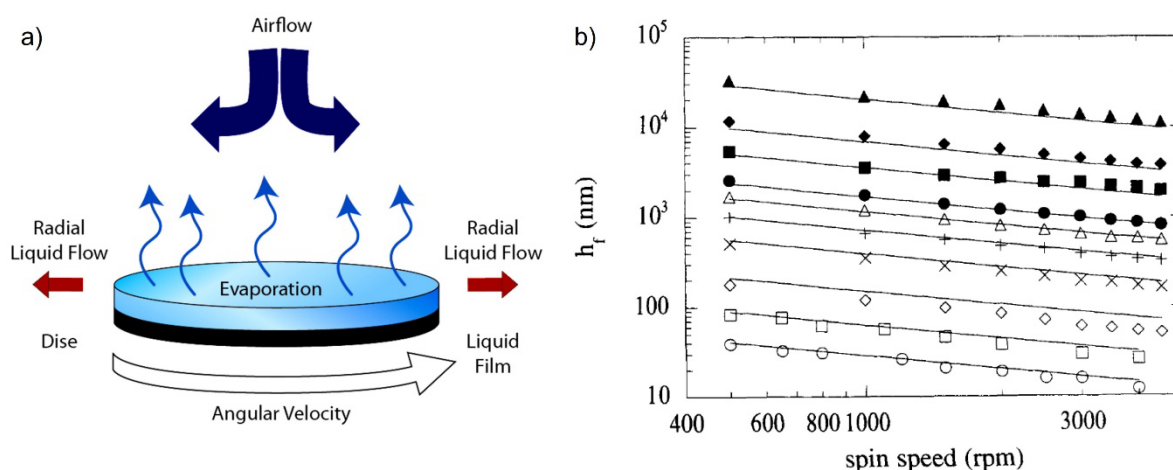 a)
Airflow
Radial
Liquid Flow
Radial
Liquid Flow
Evaporation
Dise
Liquid
Film
Angular Velocity
b)
h_f (nm)
10^5
10^4
10^3
100
10
400
600
800
1000
3000
spin speed (rpm)